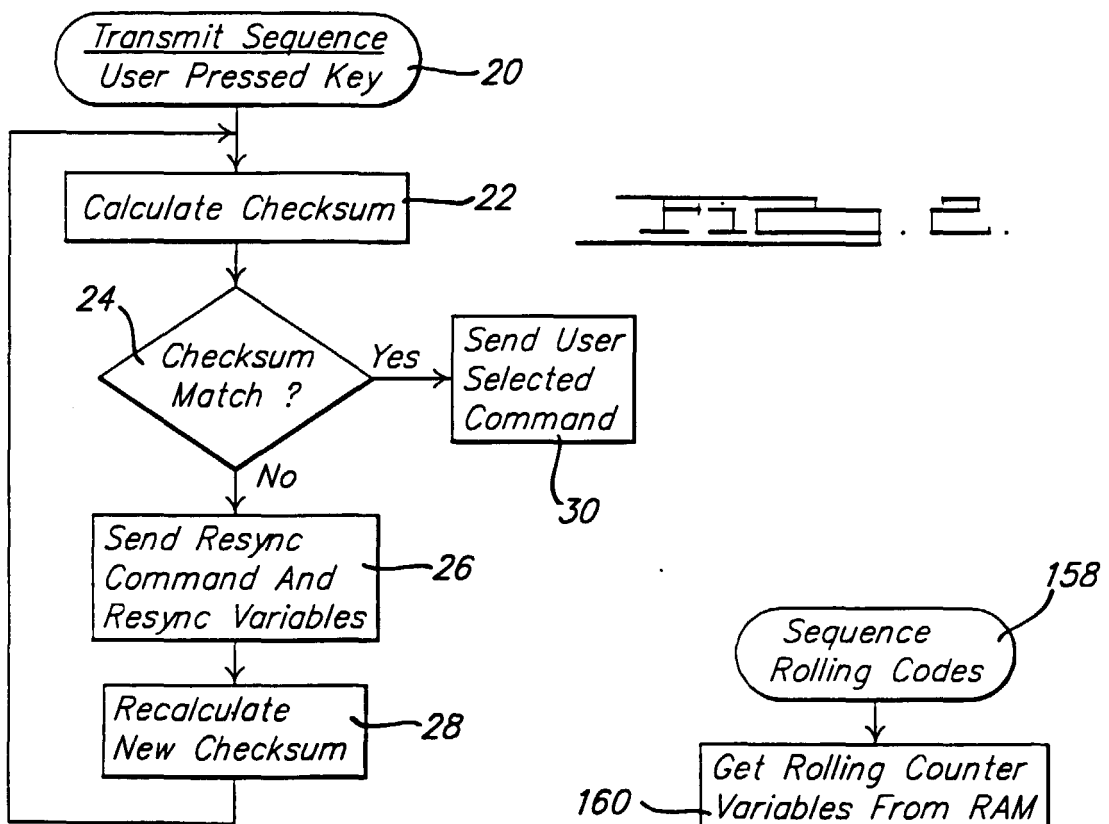 Transmit Sequence
User Pressed Key
20
Calculate Checksum
22
24
Checksum
Match ?
Yes
Send User
Selected
Command
30
No
Send Resync
Command And
Resync Variables
26
Recalculate
New Checksum
28
158
Sequence
Rolling Codes
Get Rolling Counter
Variables From RAM
160